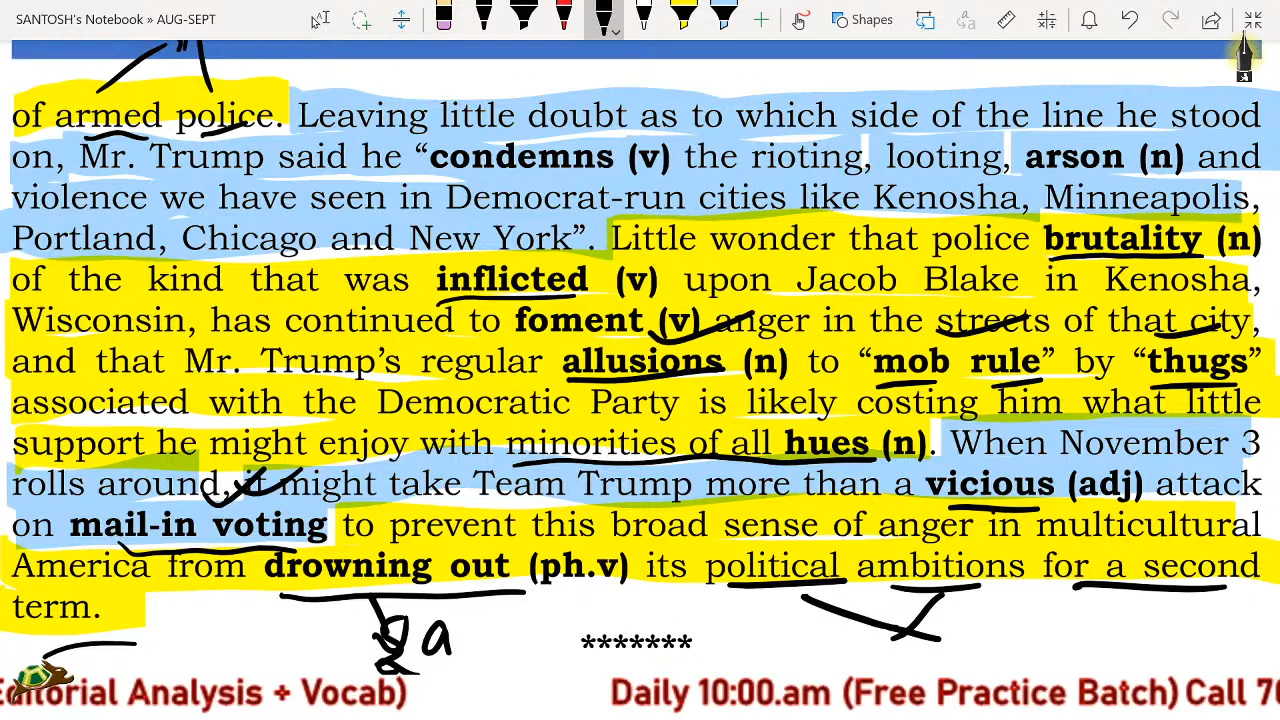 SANTOSH's Notebook » AUG-SEPT
Shapes
of armed police. Leaving little doubt as to which side of the line he stood
on, Mr. Trump said he “condemns (v) the rioting, looting, arson (n) and
violence we have seen in Democrat-run cities like Kenosha, Minneapolis,
Portland, Chicago and New York”. Little wonder that police brutality (n)
of the kind that was inflicted (v) upon Jacob Blake in Kenosha,
Wisconsin, has continued to foment (v) anger in the streets of that city,
and that Mr. Trump’s regular allusions (n) to “mob rule” by “thugs”
associated with the Democratic Party is likely costing him what little
support he might enjoy with minorities of all hues (n). When November 3
rolls around, it might take Team Trump more than a vicious (adj) attack
on mail-in voting to prevent this broad sense of anger in multicultural
America from drowning out (ph.v) its political ambitions for a second
term.
a
*******
Editorial Analysis + Vocab) Daily 10:00.am (Free Practice Batch) Call 70